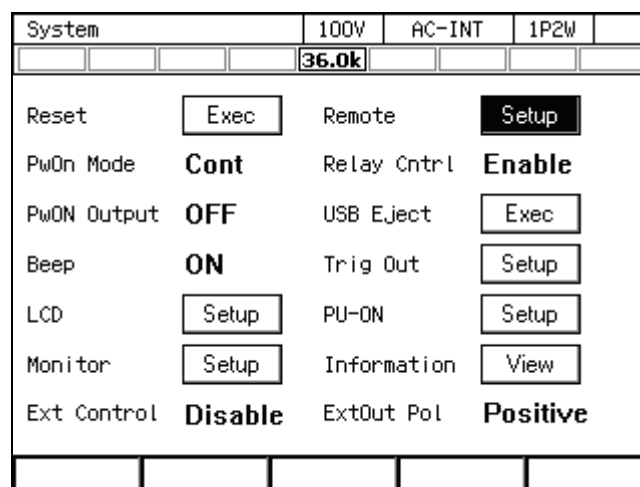 System 100V AC-INT 1P2W
36.0k
Reset Exec Remote Setup
PwOn Mode Cont Relay Cntrl Enable
PwON Output OFF USB Eject Exec
Beep ON Trig Out Setup
LCD Setup PU-ON Setup
Monitor Setup Information View
Ext Control Disable ExtOut Pol Positive